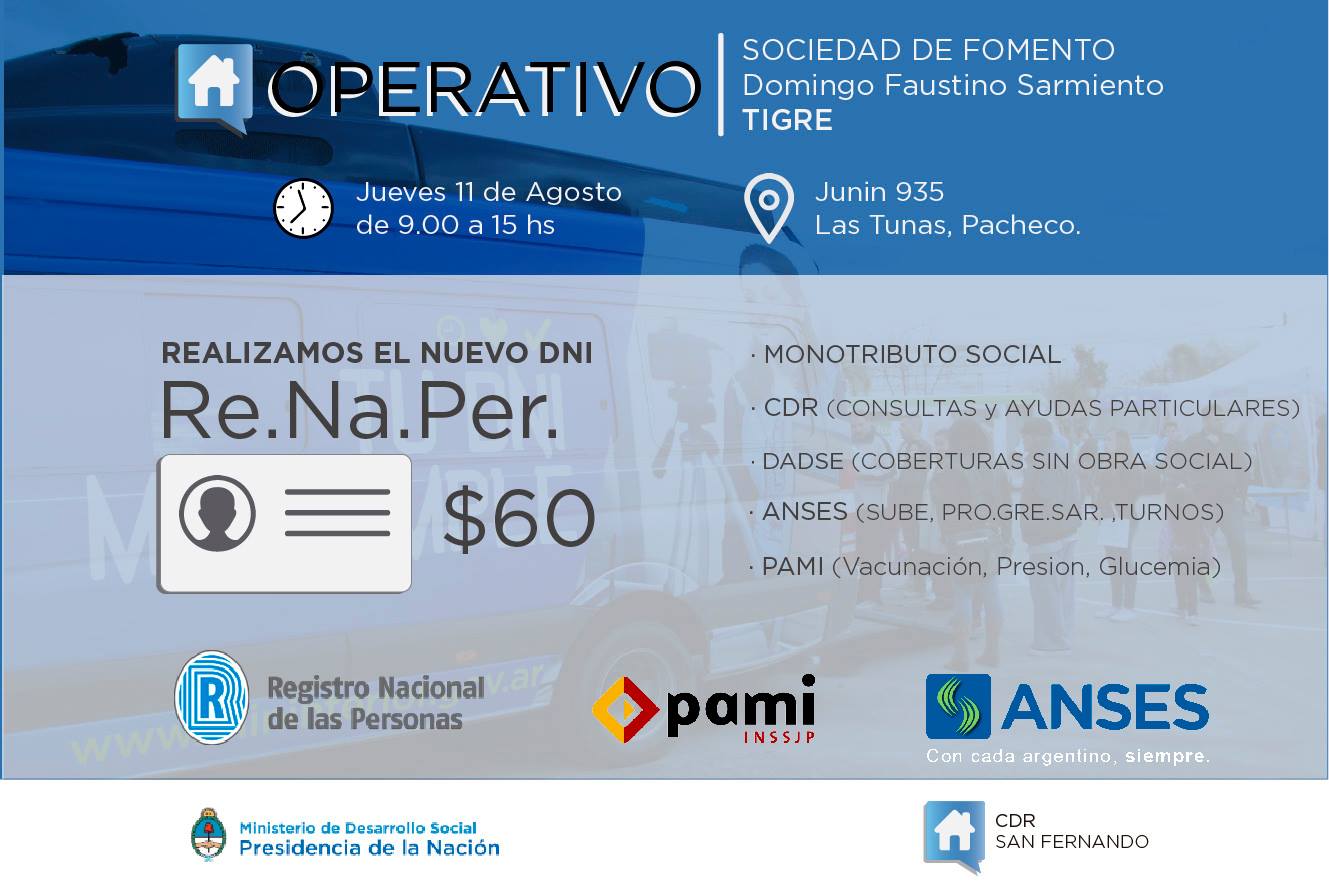 OPERATIVO
SOCIEDAD DE FOMENTO
Domingo Faustino Sarmiento
TIGRE
Jueves 11 de Agosto
de 9.00 a 15 hs
Junin 935
Las Tunas, Pacheco.
REALIZAMOS EL NUEVO DNI
Re.Na.Per.
$60
· MONOTRIBUTO SOCIAL
· CDR (CONSULTAS y AYUDAS PARTICULARES)
· DADSE (COBERTURAS SIN OBRA SOCIAL)
· ANSES (SUBE, PRO.GRE.SAR. ,TURNOS)
· PAMI (Vacunación, Presion, Glucemia)
TU DNI
R
Registro Nacional
de las Personas
pami
INSSJP
ANSES
Con cada argentino, siempre.
Ministerio de Desarrollo Social
Presidencia de la Nación
CDR
SAN FERNANDO